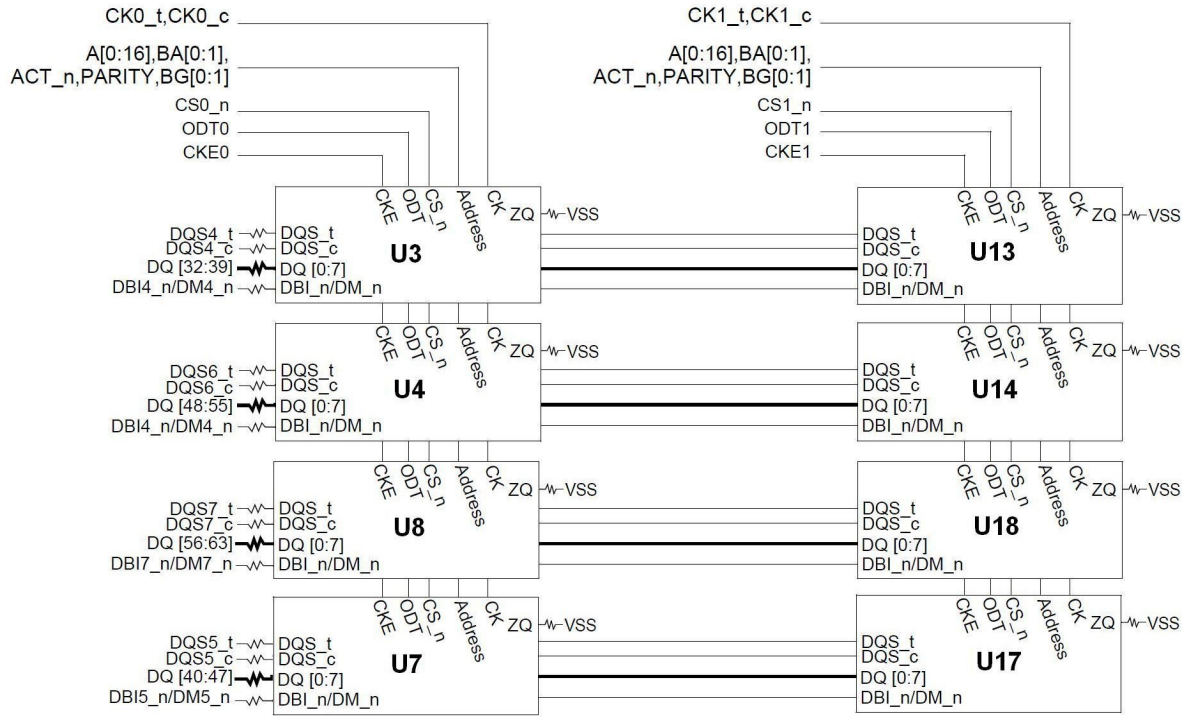 CK0_t,CK0_c
A[0:16],BA[0:1],
ACT_n,PARITY,BG[0:1]
CS0_n
ODT0
CKE0
CK1_t,CK1_c
A[0:16],BA[0:1],
ACT_n,PARITY,BG[0:1]
CS1_n
ODT1
CKE1
CKE
ODT
CS_n
Address
CK
ZQ
VSS
DQS4_t
DQS4_c
DQ [32:39]
DBI4_n/DM4_n
DQS_t
DQS_c
DQ [0:7]
DBI_n/DM_n
U3
CKE
ODT
CS_n
Address
CK
ZQ
VSS
DQS_t
DQS_c
DQ [0:7]
DBI_n/DM_n
U13
CKE
ODT
CS_n
Address
CK
ZQ
VSS
DQS6_t
DQS6_c
DQ [48:55]
DBI4_n/DM4_n
DQS_t
DQS_c
DQ [0:7]
DBI_n/DM_n
U4
CKE
ODT
CS_n
Address
CK
ZQ
VSS
DQS_t
DQS_c
DQ [0:7]
DBI_n/DM_n
U14
CKE
ODT
CS_n
Address
CK
ZQ
VSS
DQS7_t
DQS7_c
DQ [56:63]
DBI7_n/DM7_n
DQS_t
DQS_c
DQ [0:7]
DBI_n/DM_n
U8
CKE
ODT
CS_n
Address
CK
ZQ
VSS
DQS_t
DQS_c
DQ [0:7]
DBI_n/DM_n
U18
CKE
ODT
CS_n
Address
CK
ZQ
VSS
DQS5_t
DQS5_c
DQ [40:47]
DBI5_n/DM5_n
DQS_t
DQS_c
DQ [0:7]
DBI_n/DM_n
U7
CKE
ODT
CS_n
Address
CK
ZQ
VSS
DQS_t
DQS_c
DQ [0:7]
DBI_n/DM_n
U17